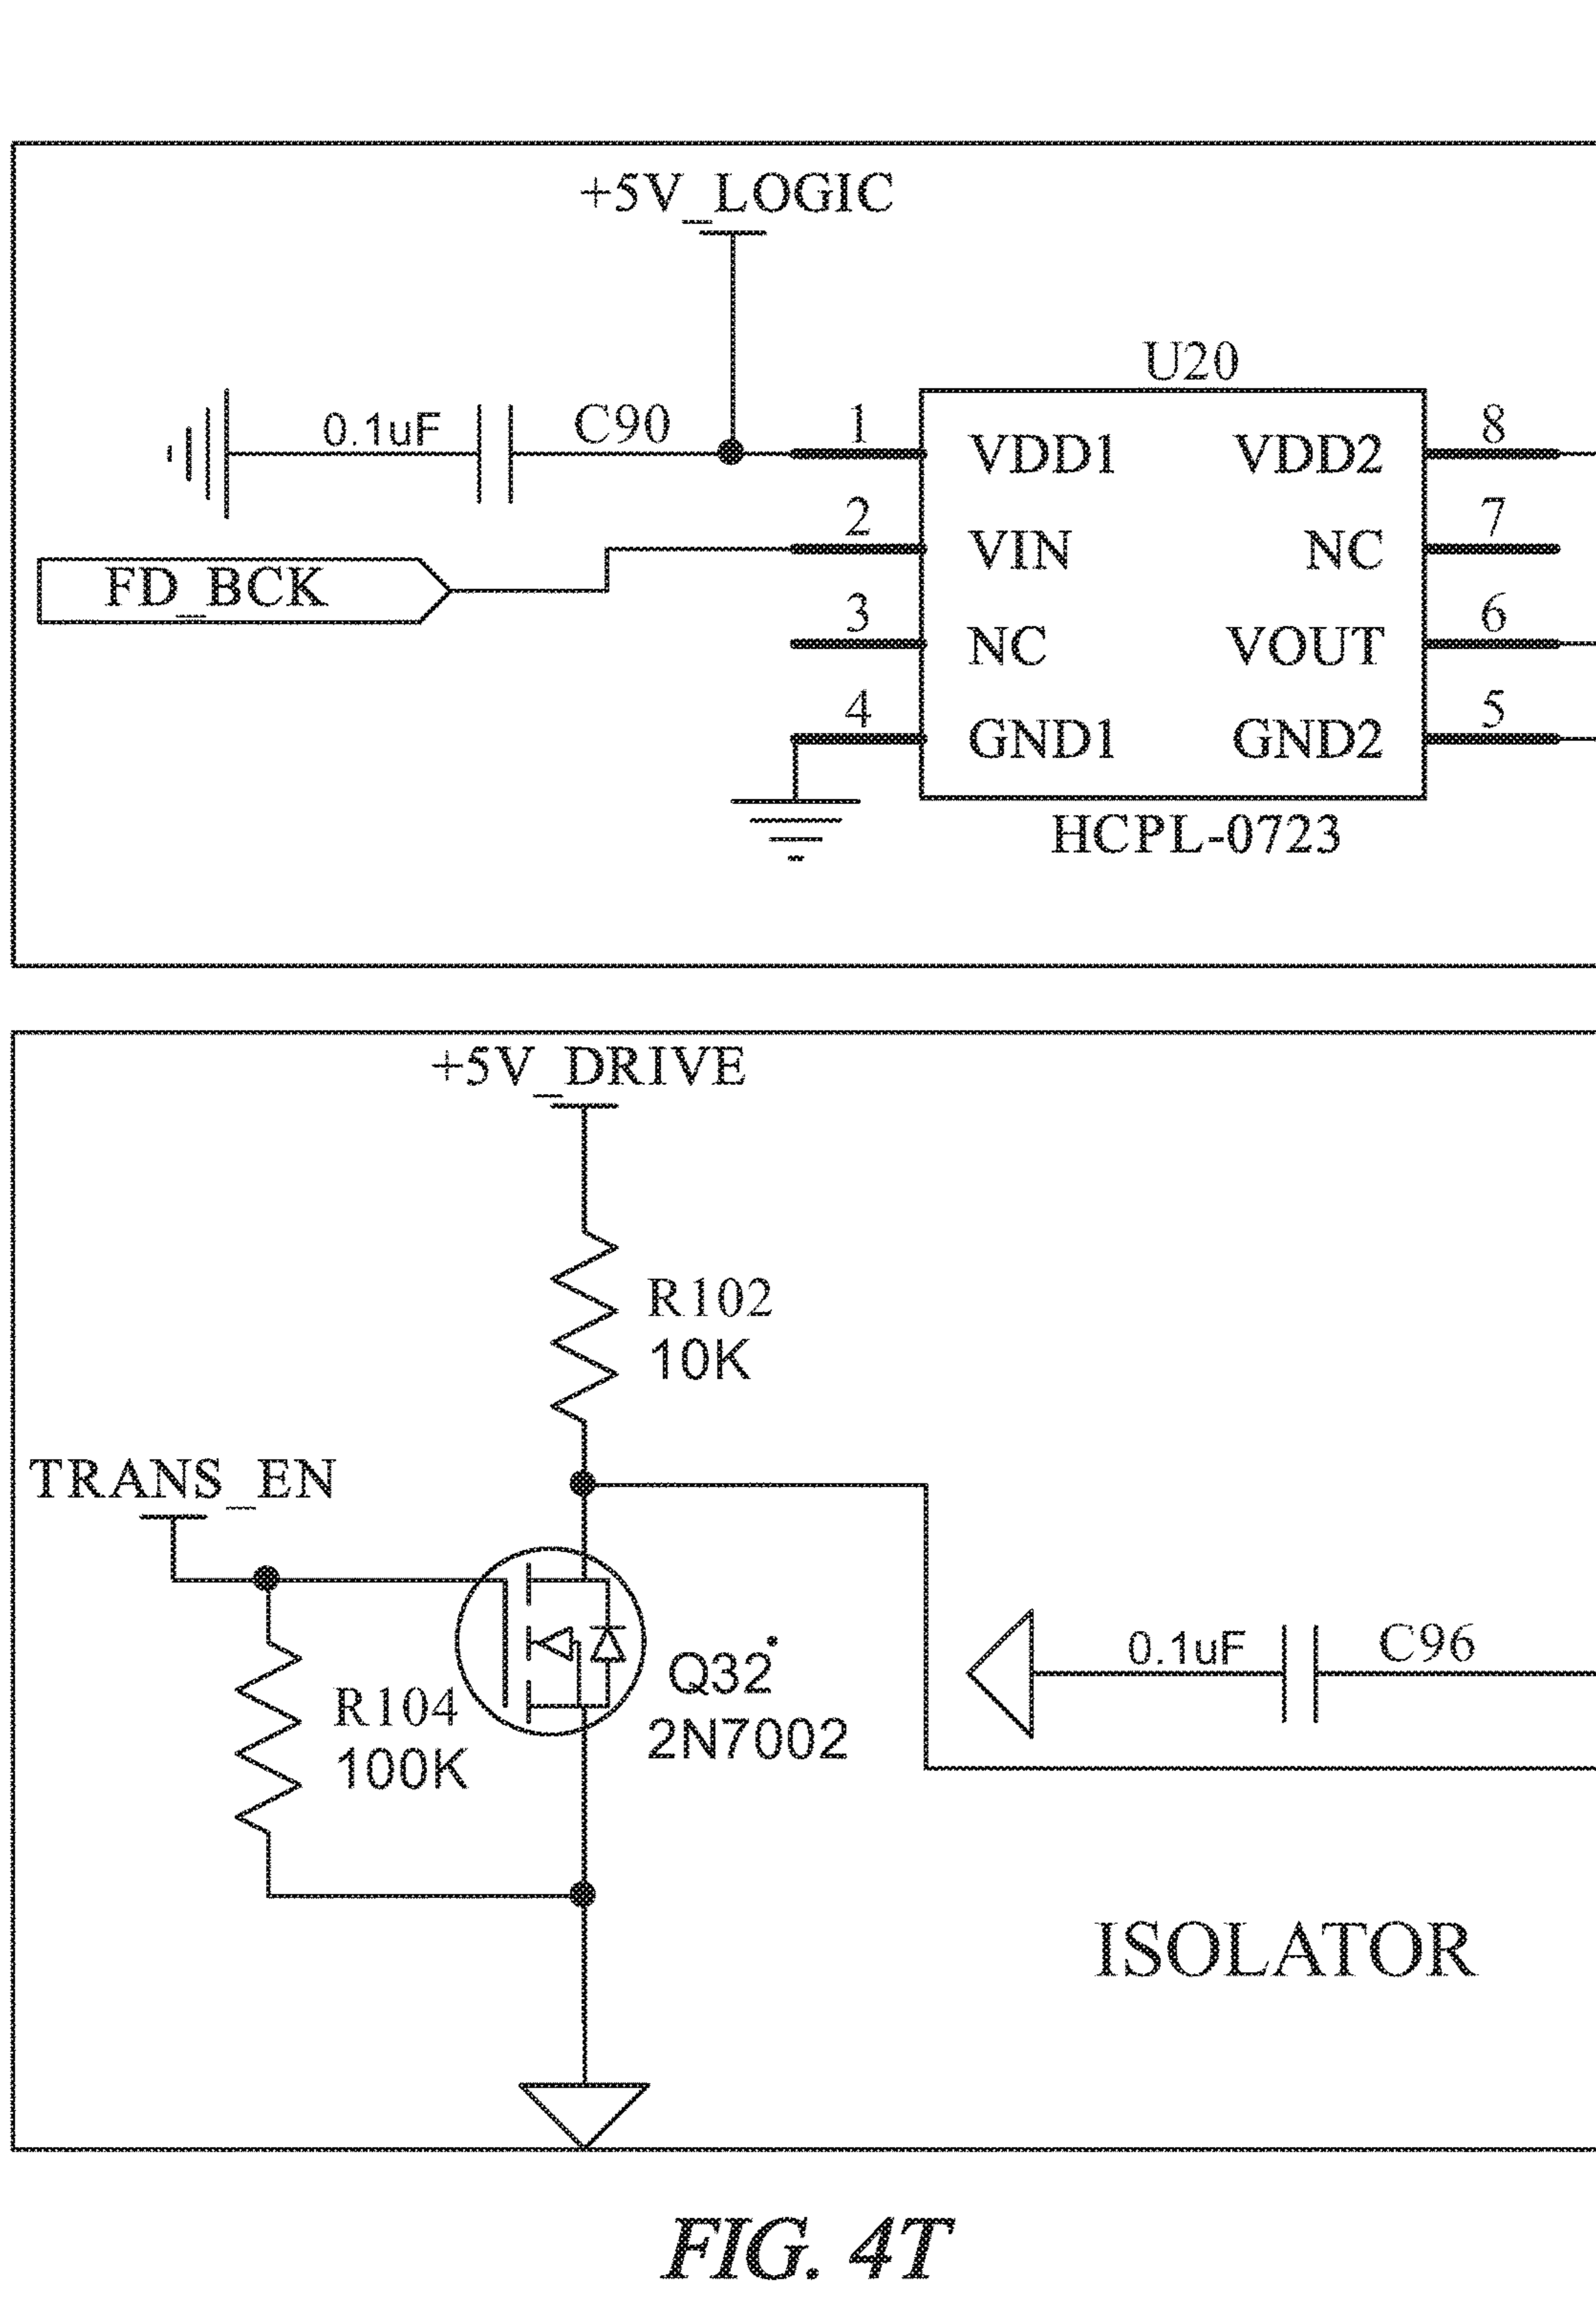 +5V_LOGIC
U20
0.1uF
C90
1
VDD1
VDD2
8
2
VIN
NC
7
FD_BCK
3
NC
VOUT
6
4
GND1
GND2
5
HCPL-0723
+5V_DRIVE
R102
10K
TRANS_EN
0.1uF
C96
Q32
2N7002
R104
100K
ISOLATOR
FIG. 4T